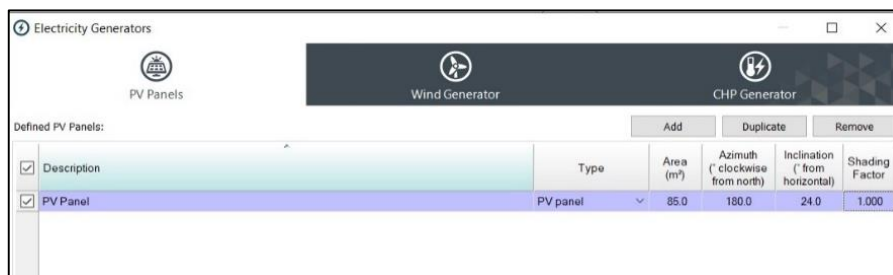 Electricity Generators
PV Panels
Wind Generator
CHP Generator
Defined PV Panels:
Add
Duplicate
Remove
Description
Type
Area
(m²)
Azimuth
(° clockwise
from north)
Inclination
(° from
horizontal)
Shading
Factor
PV Panel
PV panel
85.0
180.0
24.0
1.000